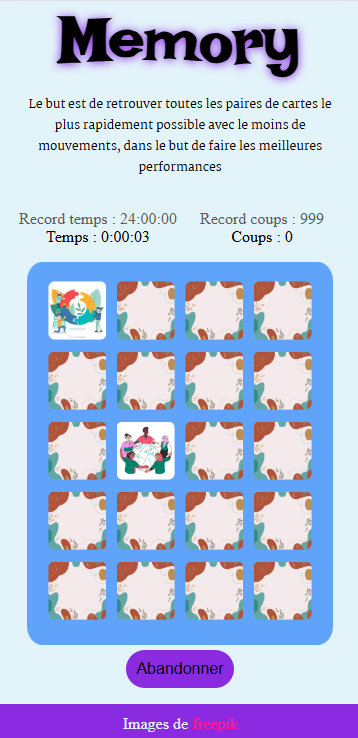 Memory
Le but est de retrouver toutes les paires de cartes le
plus rapidement possible avec le moins de
mouvements, dans le but de faire les meilleures
performances
Record temps : 24:00:00 Record coups : 999
Temps : 0:00:03 Coups : 0
Abandonner
Images de freepik